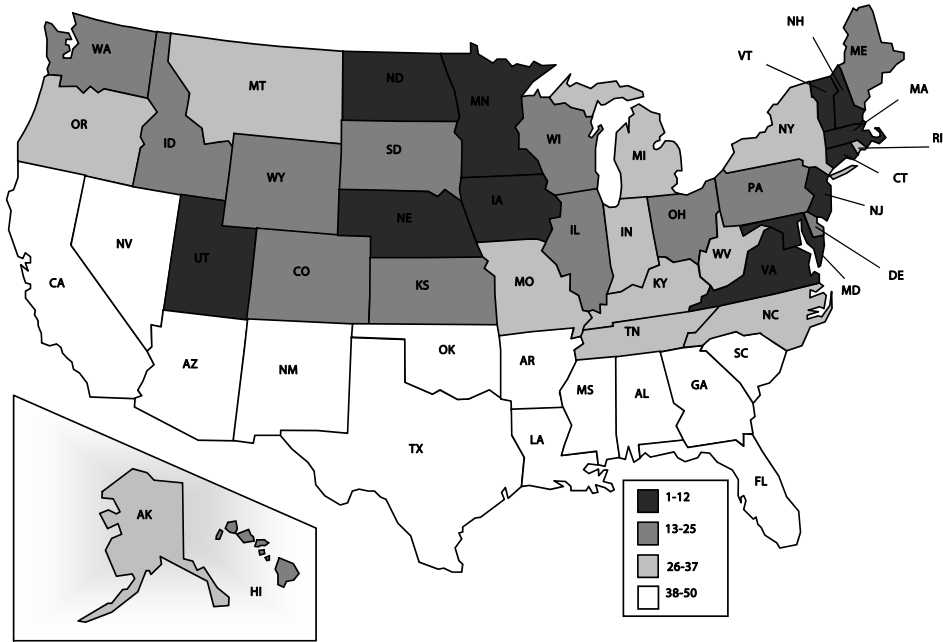 NH
ME
WA
VT
MT
ND
MN
MA
OR
NY
RI
ID
WI
SD
MI
WY
CT
PA
IA
NJ
NE
OH
IL
IN
NV
WV
UT
CO
VA
DE
CA
KS
MO
KY
MD
NC
TN
OK
SC
AZ
AR
NM
GA
MS
AL
LA
TX
FL
1-12
AK
13-25
26-37
HI
38-50